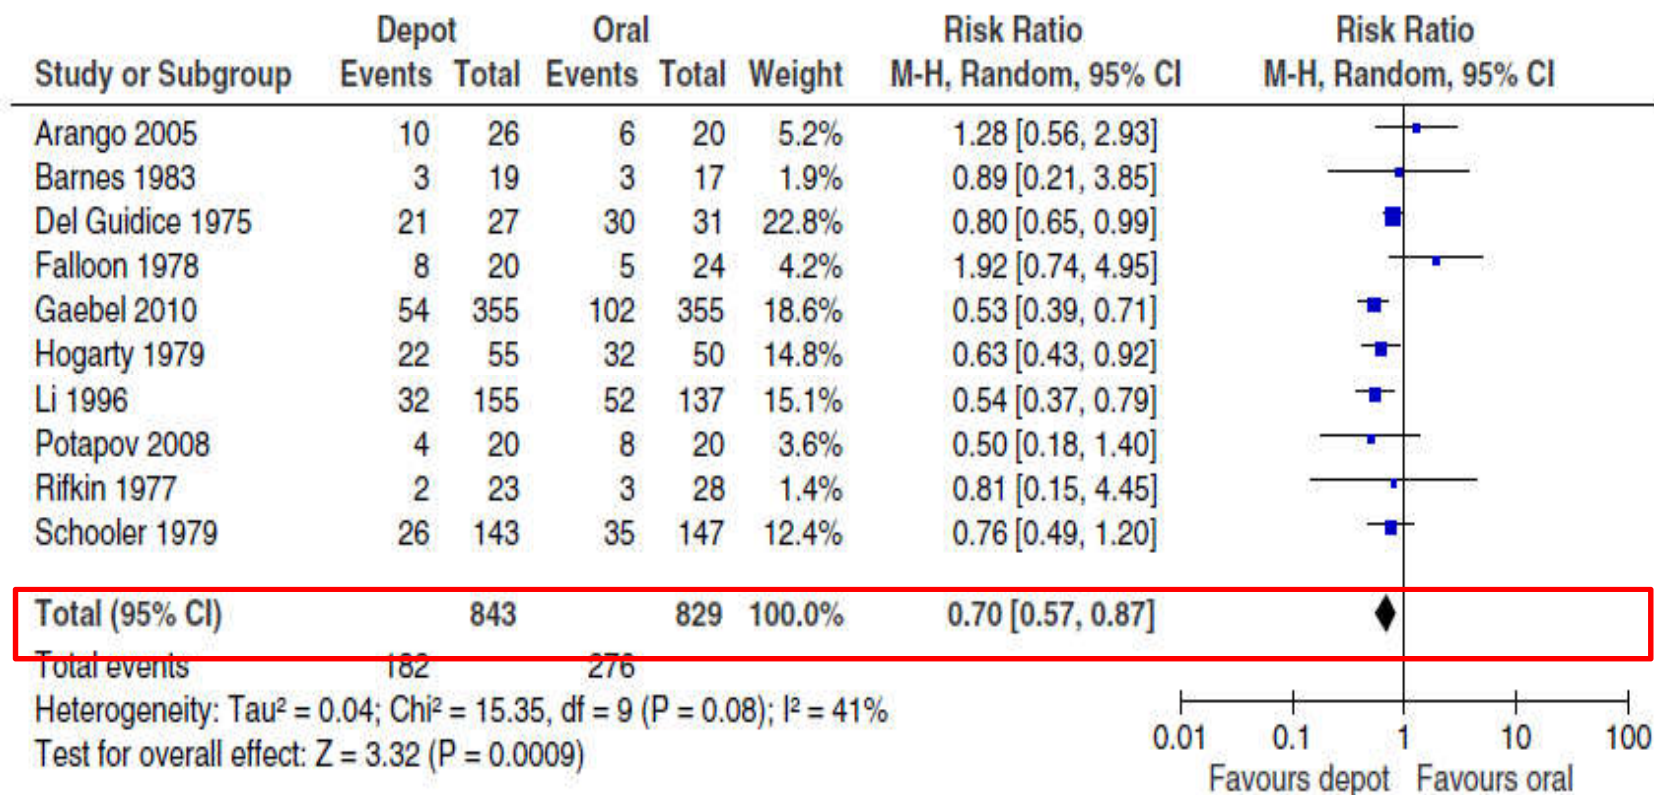 Depot Oral Risk Ratio Risk Ratio
Study or Subgroup Events Total Events Total Weight M-H, Random, 95% CI M-H, Random, 95% CI
Arango 2005 10 26 6 20 5.2% 1.28 [0.56, 2.93]
Barnes 1983 3 19 3 17 1.9% 0.89 [0.21, 3.85]
Del Guidice 1975 21 27 30 31 22.8% 0.80 [0.65, 0.99]
Falloon 1978 8 20 5 24 4.2% 1.92 [0.74, 4.95]
Gaebel 2010 54 355 102 355 18.6% 0.53 [0.39, 0.71]
Hogarty 1979 22 55 32 50 14.8% 0.63 [0.43, 0.92]
Li 1996 32 155 52 137 15.1% 0.54 [0.37, 0.79]
Potapov 2008 4 20 8 20 3.6% 0.50 [0.18, 1.40]
Rifkin 1977 2 23 3 28 1.4% 0.81 [0.15, 4.45]
Schooler 1979 26 143 35 147 12.4% 0.76 [0.49, 1.20]
Total (95% CI) 843 829 100.0% 0.70 [0.57, 0.87]
Total events 182 276
Heterogeneity: Tau² = 0.04; Chi² = 15.35, df = 9 (P = 0.08); I² = 41%
Test for overall effect: Z = 3.32 (P = 0.0009)
0.01 0.1 1 10 100
Favours depot Favours oral